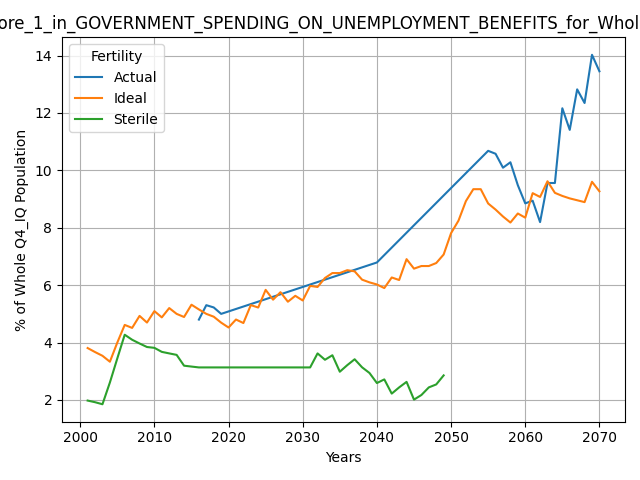 ore_1_in_GOVERNMENT_SPENDING_ON_UNEMPLOYMENT_BENEFITS_for_Whol
Fertility
Actual
Ideal
Sterile
% of Whole Q4_IQ Population
14
12
10
8
6
4
2
2000 2010 2020 2030 2040 2050 2060 2070
Years